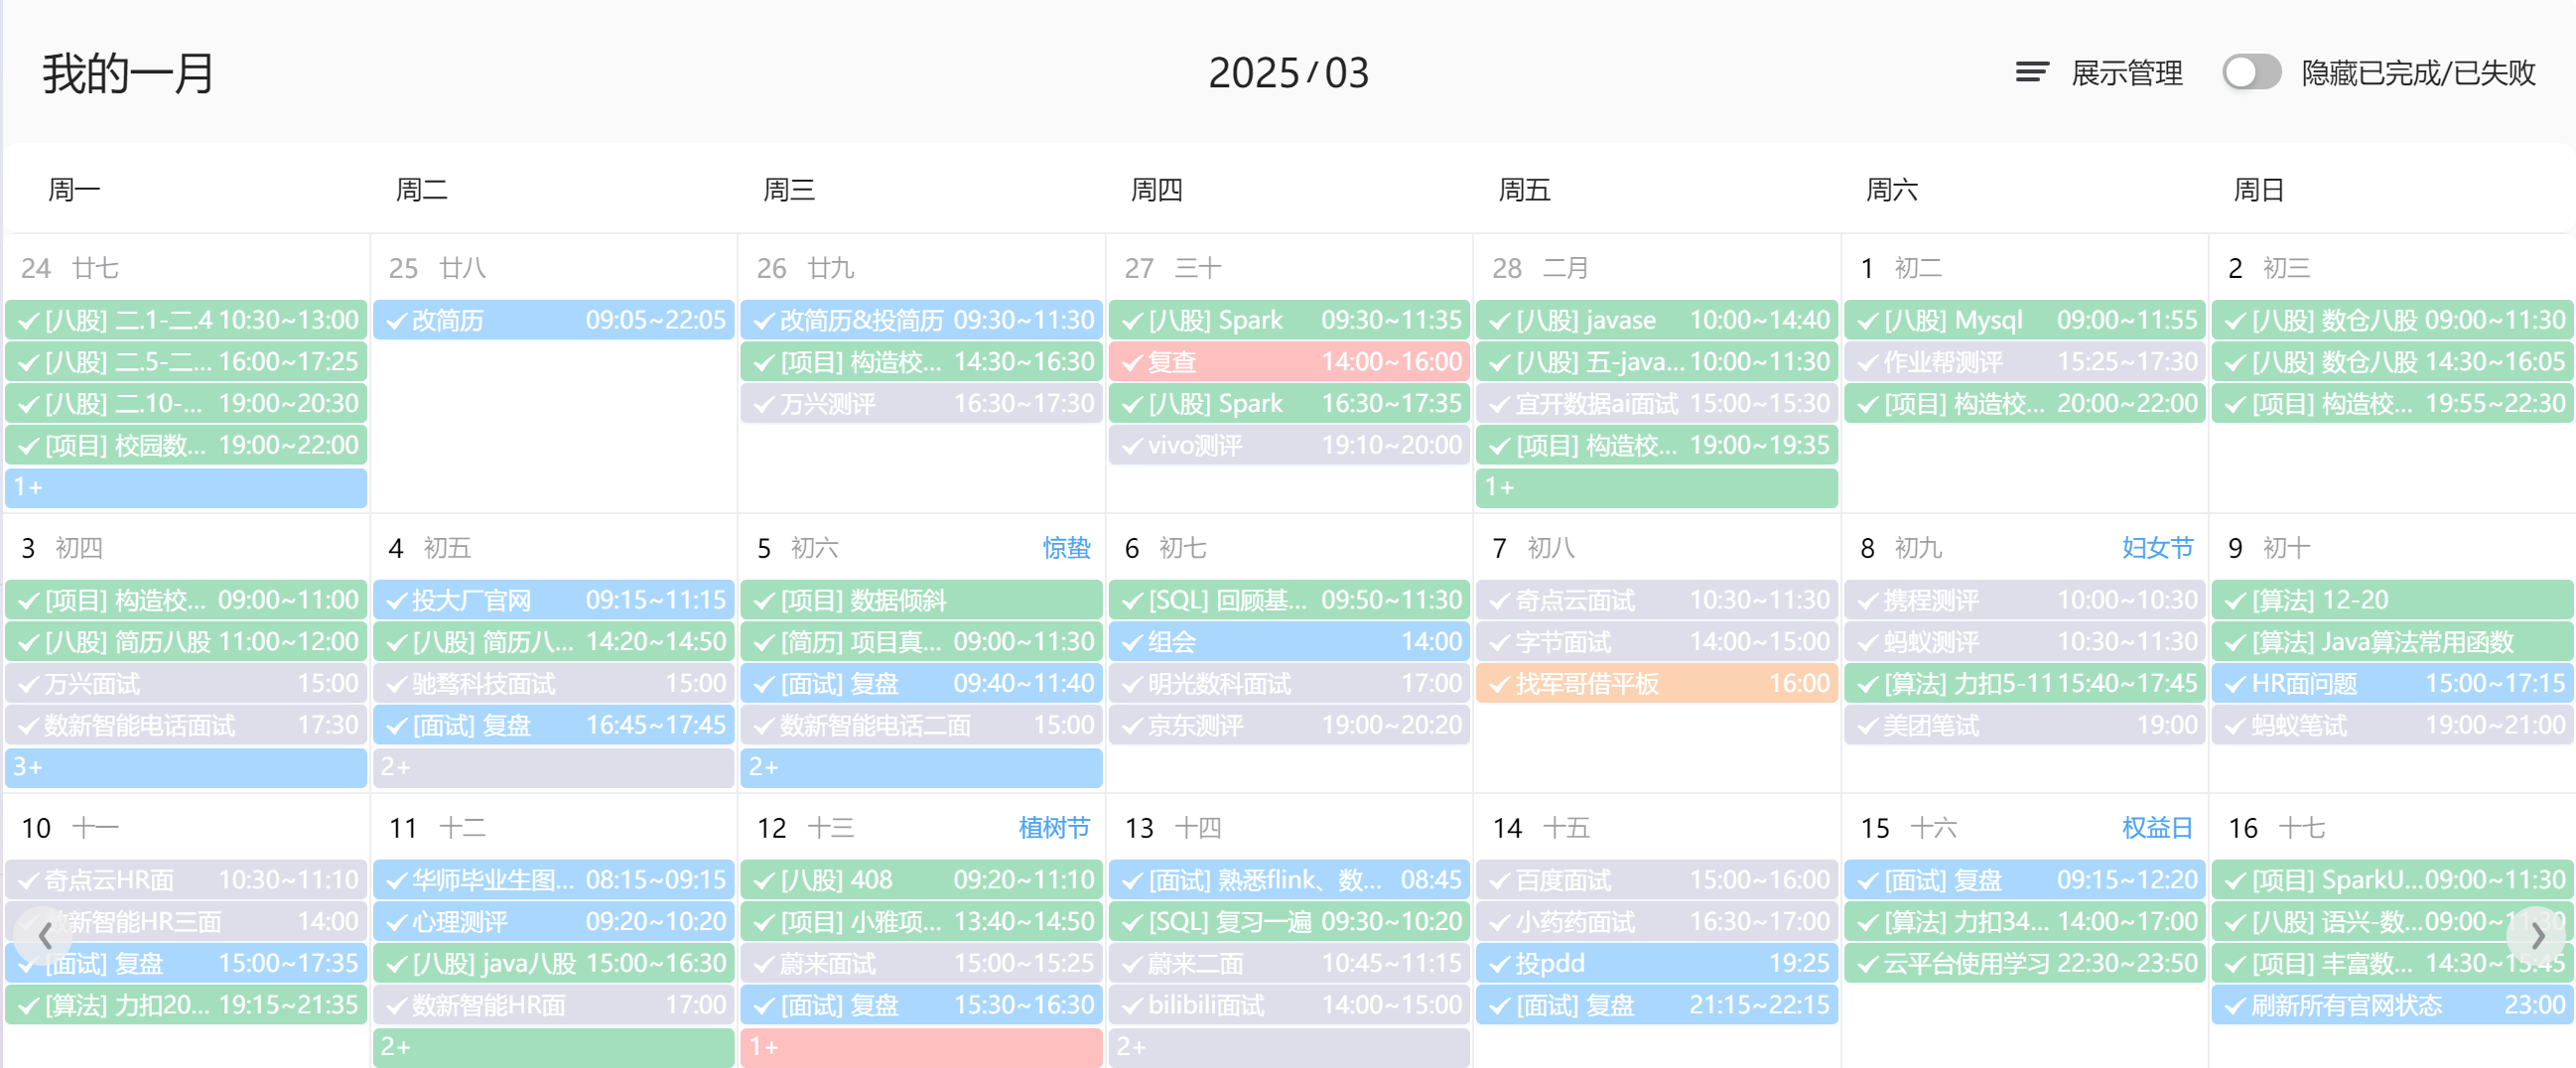 我的一月
2025/03
展示管理
隐藏已完成/已失败
周一 周二 周三 周四 周五 周六 周日
24 廿七
[八股] 二.1-二.4 10:30~13:00
[八股] 二.5-二... 16:00~17:25
[八股] 二.10-... 19:00~20:30
[项目] 校园数... 19:00~22:00
1+
25 廿八
改简历 09:05~22:05
26 廿九
改简历&投简历 09:30~11:30
[项目] 构造校... 14:30~16:30
万兴测评 16:30~17:30
27 三十
[八股] Spark 09:30~11:35
复查 14:00~16:00
[八股] Spark 16:30~17:35
vivo测评 19:10~20:00
28 二月
[八股] javase 10:00~14:40
[八股] 五-java... 10:00~11:30
宜开数据ai面试 15:00~15:30
[项目] 构造校... 19:00~19:35
1+
1 初二
[八股] Mysql 09:00~11:55
作业帮测评 15:25~17:30
[项目] 构造校... 20:00~22:00
2 初三
[八股] 数仓八股 09:00~11:30
[八股] 数仓八股 14:30~16:05
[项目] 构造校... 19:55~22:30
3 初四
[项目] 构造校... 09:00~11:00
[八股] 简历八股 11:00~12:00
万兴面试 15:00
数新智能电话面试 17:30
3+
4 初五
投大厂官网 09:15~11:15
[八股] 简历八... 14:20~14:50
驰骛科技面试 15:00
[面试] 复盘 16:45~17:45
2+
5 初六 惊蛰
[项目] 数据倾斜
[简历] 项目真... 09:00~11:30
[面试] 复盘 09:40~11:40
数新智能电话二面 15:00
2+
6 初七
[SQL] 回顾基... 09:50~11:30
组会 14:00
明光数科面试 17:00
京东测评 19:00~20:20
7 初八
奇点云面试 10:30~11:30
字节面试 14:00~15:00
找军哥借平板 16:00
8 初九 妇女节
携程测评 10:00~10:30
蚂蚁测评 10:30~11:30
[算法] 力扣5-11 15:40~17:45
美团笔试 19:00
9 初十
[算法] 12-20
[算法] Java算法常用函数
HR面问题 15:00~17:15
蚂蚁笔试 19:00~21:00
10 十一
奇点云HR面 10:30~11:10
数新智能HR三面 14:00
[面试] 复盘 15:00~17:35
[算法] 力扣20... 19:15~21:35
11 十二
华师毕业生图... 08:15~09:15
心理测评 09:20~10:20
[八股] java八股 15:00~16:30
数新智能HR面 17:00
2+
12 十三 植树节
[八股] 408 09:20~11:10
[项目] 小雅项... 13:40~14:50
蔚来面试 15:00~15:25
[面试] 复盘 15:30~16:30
1+
13 十四
[面试] 熟悉flink、数... 08:45
[SQL] 复习一遍 09:30~10:20
蔚来二面 10:45~11:15
bilibili面试 14:00~15:00
2+
14 十五
百度面试 15:00~16:00
小药药面试 16:30~17:00
投pdd 19:25
[面试] 复盘 21:15~22:15
15 十六 权益日
[面试] 复盘 09:15~12:20
[算法] 力扣34... 14:00~17:00
云平台使用学习 22:30~23:50
16 十七
[项目] SparkU... 09:00~11:30
[八股] 语兴-数... 09:00~11:30
[项目] 丰富数... 14:30~15:45
刷新所有官网状态 23:00